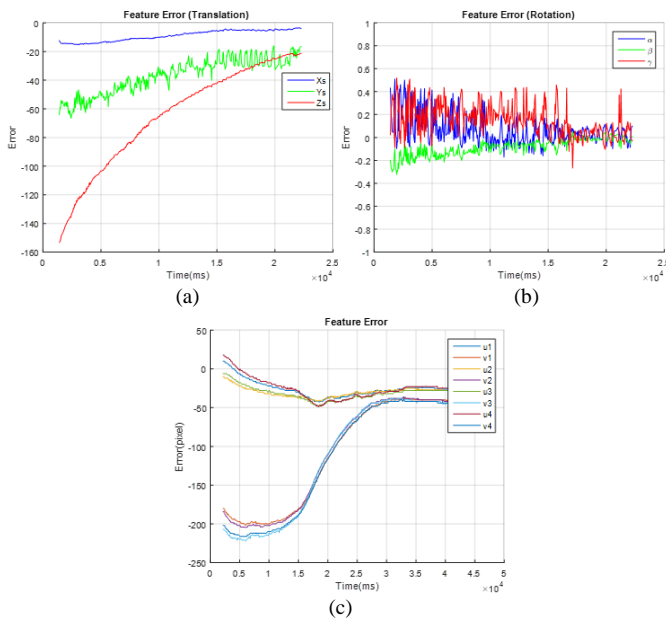 Feature Error (Translation)
Error
0
-20
-40
-60
-80
-100
-120
-140
-160
0
0.5
1
1.5
2
2.5
Time(ms)
×10⁴
Xs
Ys
Zs
(a)
Feature Error (Rotation)
Error
1
0.8
0.6
0.4
0.2
0
-0.2
-0.4
-0.6
-0.8
-1
0
0.5
1
1.5
2
2.5
Time(ms)
×10⁴
α
β
γ
(b)
Feature Error
Error(pixel)
50
0
-50
-100
-150
-200
-250
0
0.5
1
1.5
2
2.5
3
3.5
4
4.5
5
Time(ms)
×10⁴
u1
v1
u2
v2
u3
v3
u4
v4
(c)